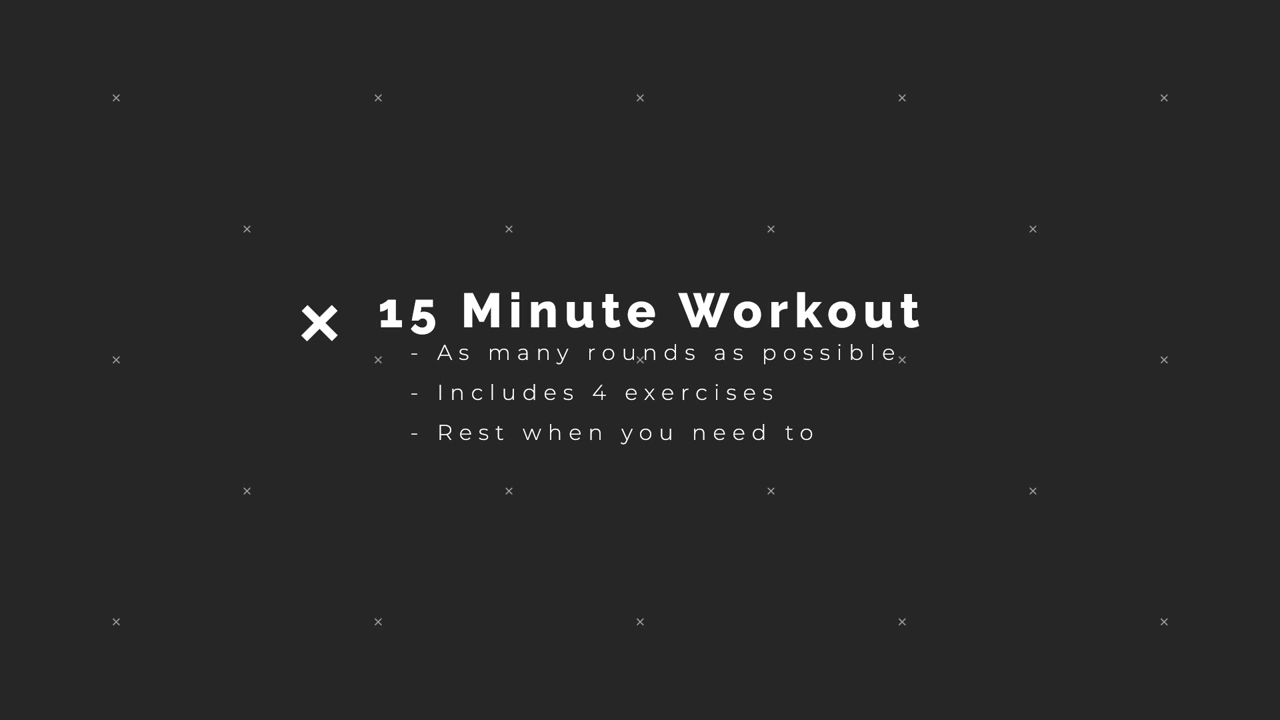 15 Minute Workout
- As many rounds as possible
- Includes 4 exercises
- Rest when you need to